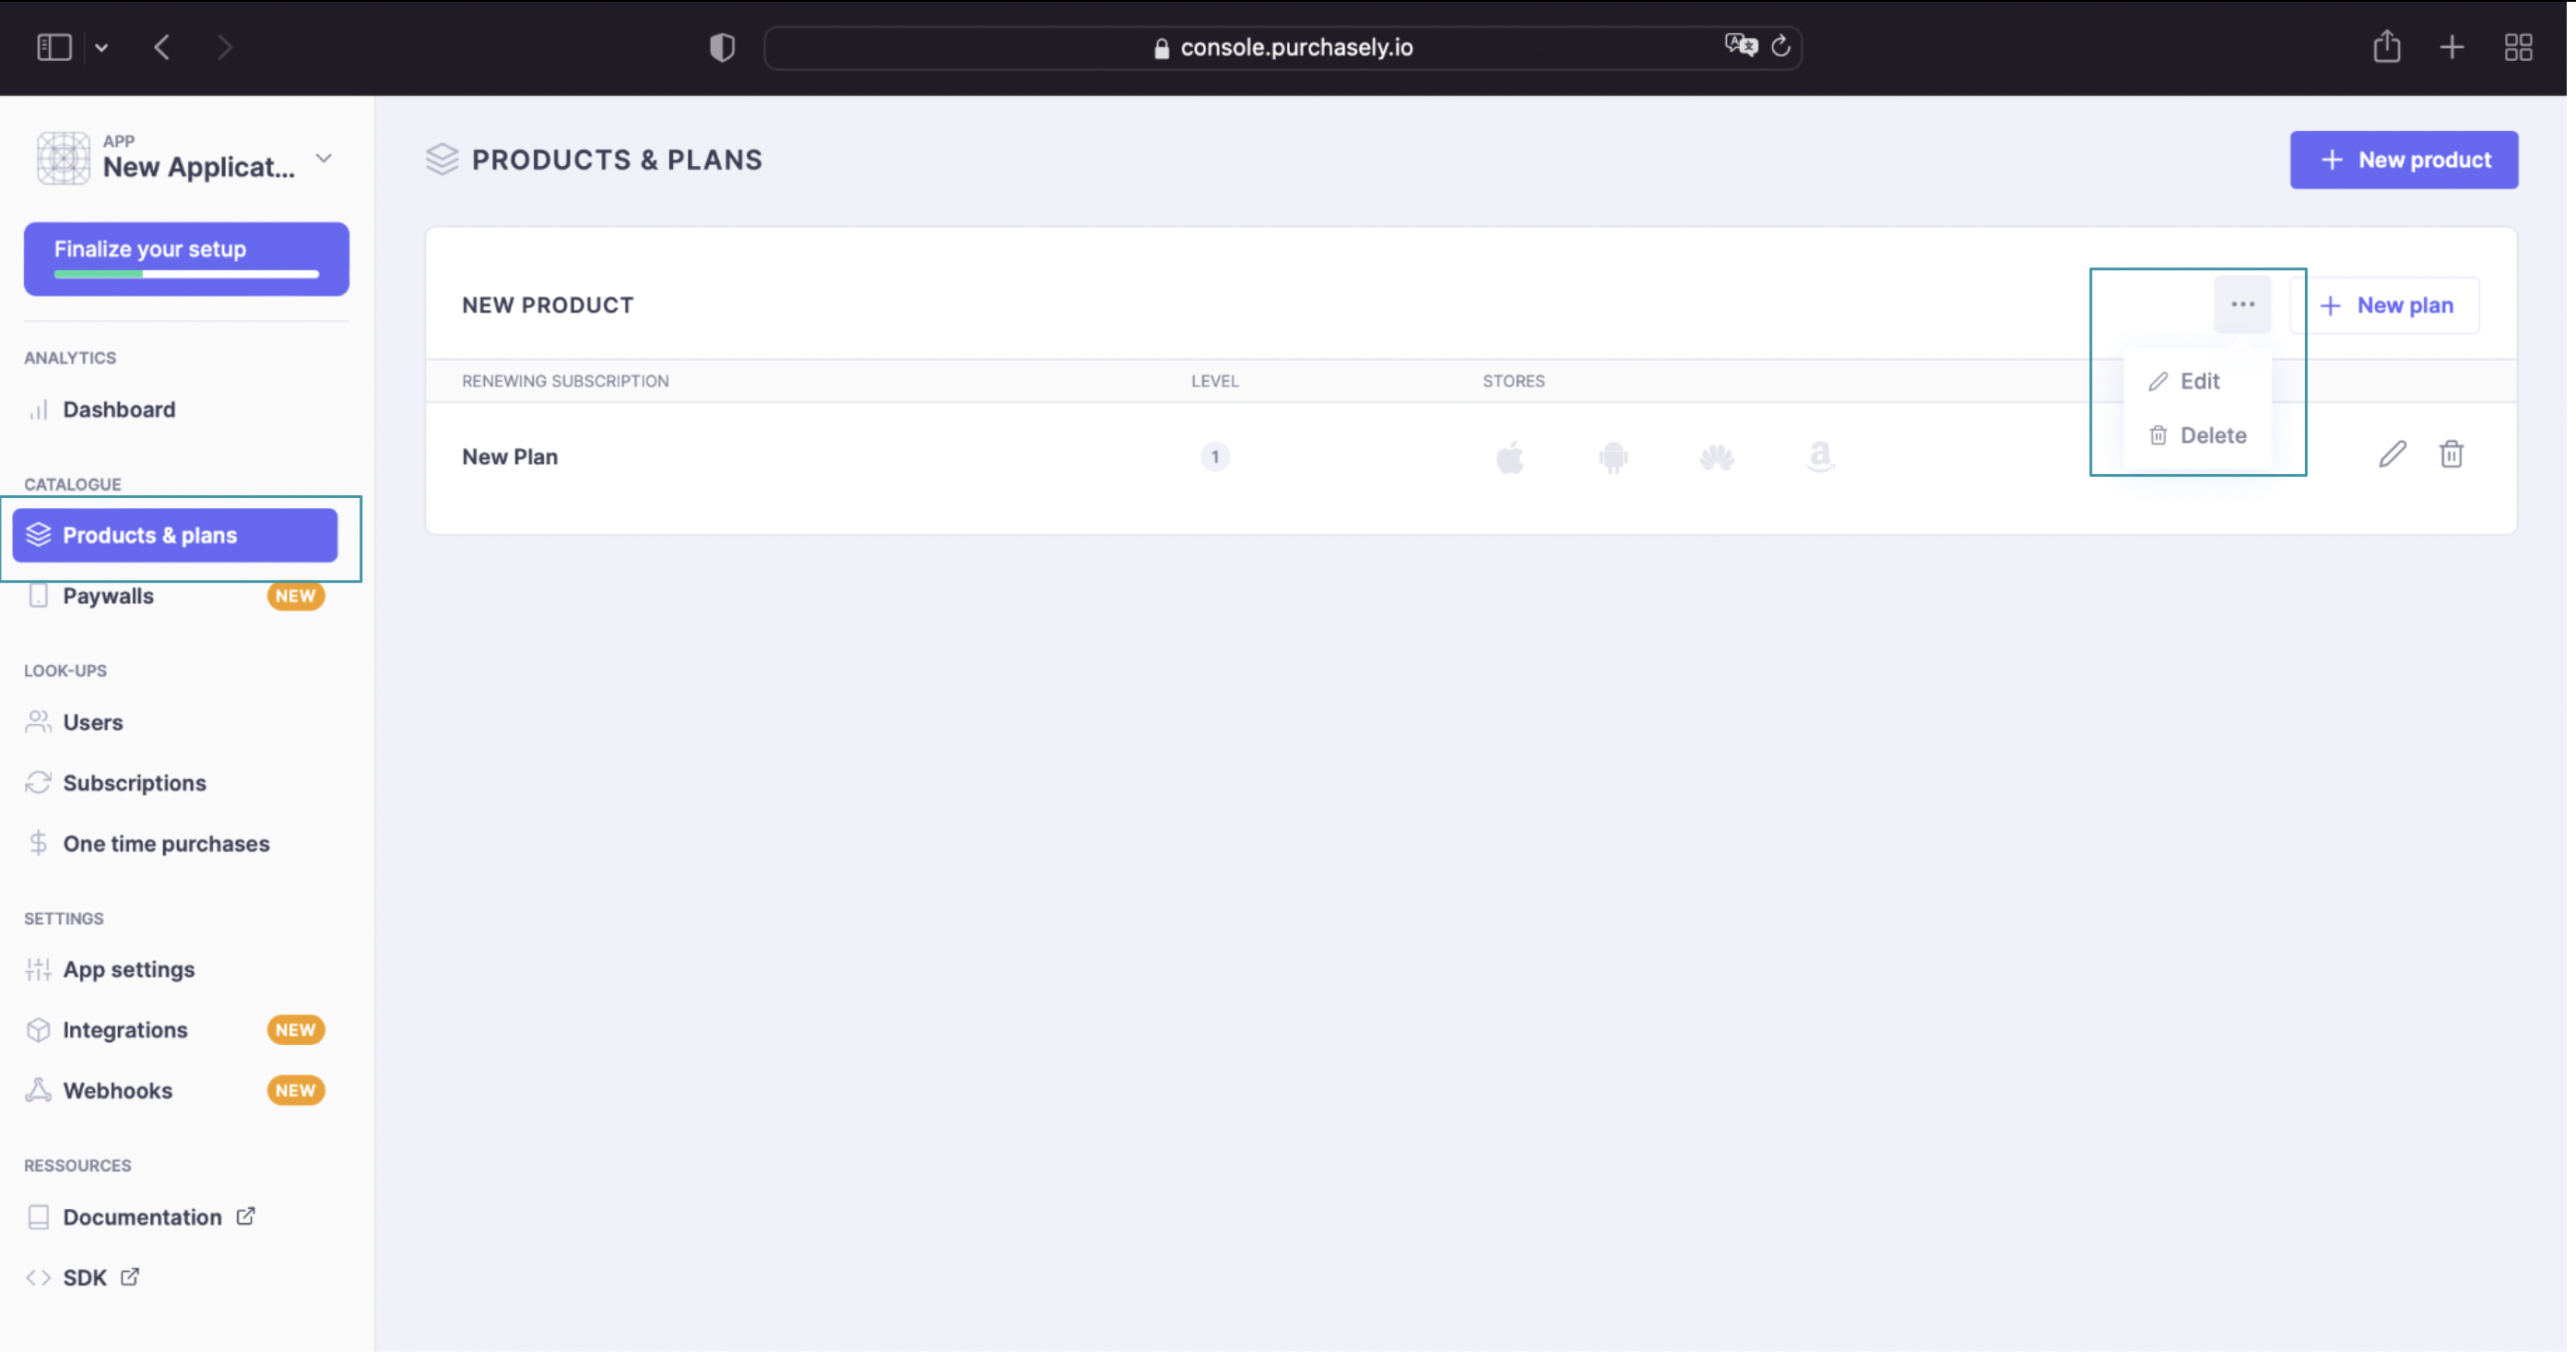 console.purchasely.io
APP
New Applicat...
Finalize your setup
ANALYTICS
Dashboard
CATALOGUE
Products & plans
Paywalls NEW
LOOK-UPS
Users
Subscriptions
One time purchases
SETTINGS
App settings
Integrations NEW
Webhooks NEW
RESSOURCES
Documentation
SDK
PRODUCTS & PLANS
+ New product
NEW PRODUCT
... + New plan
RENEWING SUBSCRIPTION LEVEL STORES
Edit
Delete
New Plan 1